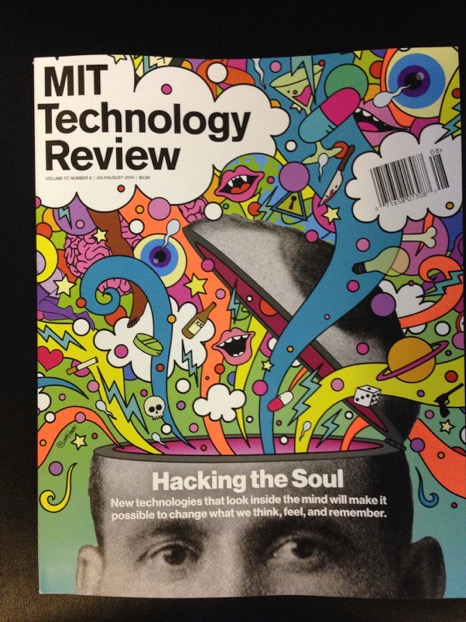 MIT
Technology
Review
VOLUME 117, NUMBER 4 | JULY/AUGUST 2014 | $5.99
08>
Hacking the Soul
New technologies that look inside the mind will make it
possible to change what we think, feel, and remember.